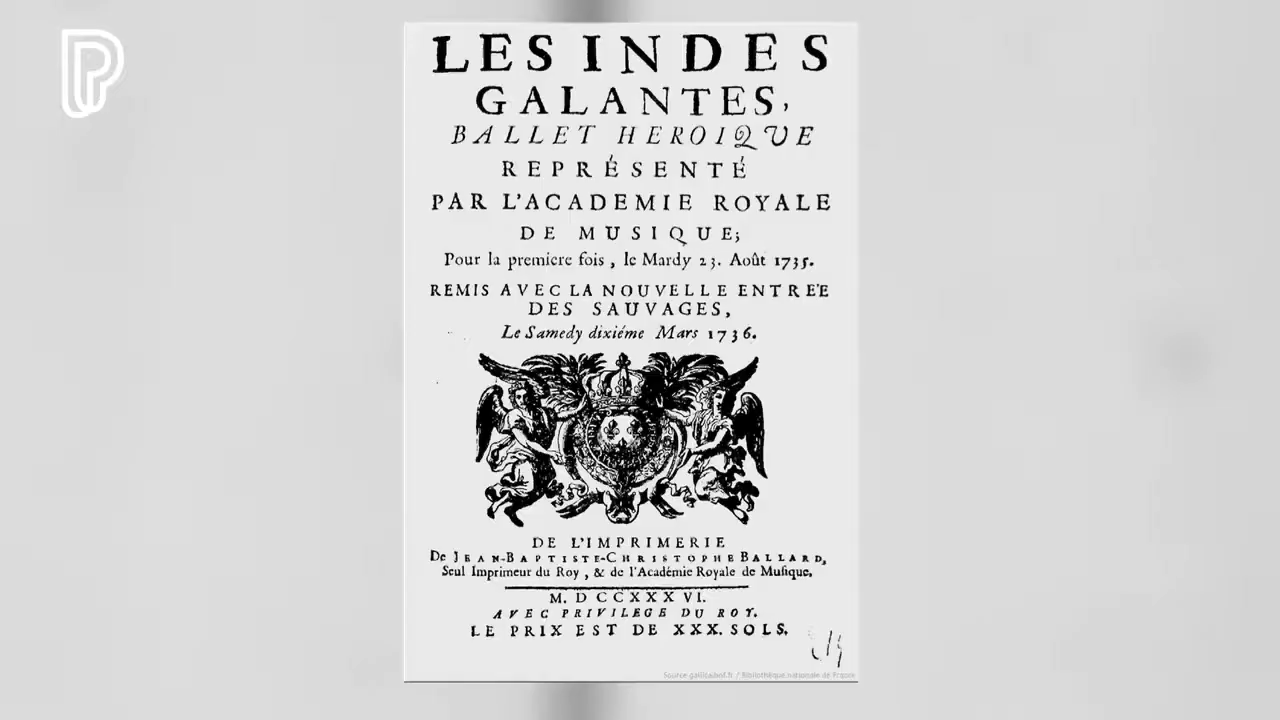 LES INDES
GALANTES,
BALLET HEROIQUE
REPRÉSENTÉ
PAR L'ACADEMIE ROYALE
DE MUSIQUE;
Pour la premiere fois, le Mardy 23. Août 1735.
REMIS AVEC LA NOUVELLE ENTRÉE
DES SAUVAGES,
Le Samedy dixiéme Mars 1736.
DE L'IMPRIMERIE
De JEAN-BAPTISTE-CHRISTOPHE BALLARD,
Seul Imprimeur du Roy, & de l'Académie Royale de Musique.
M. DCCXXXVI.
AVEC PRIVILEGE DU ROY.
LE PRIX EST DE XXX. SOLS.
Source gallica.bnf.fr / Bibliothèque nationale de France